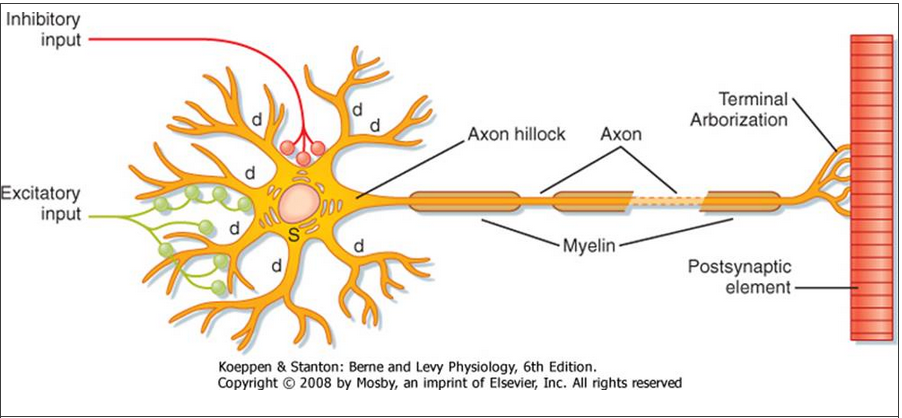 Inhibitory
input
Excitatory
input
d
d
d
d
d
d
d
S
Axon hillock
Axon
Myelin
Terminal
Arborization
Postsynaptic
element
Koeppen & Stanton: Berne and Levy Physiology, 6th Edition.
Copyright © 2008 by Mosby, an imprint of Elsevier, Inc. All rights reserved